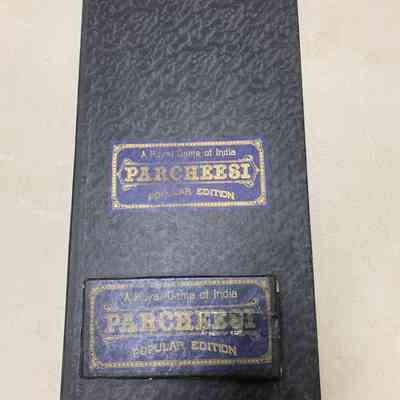 A Royal Game of India
PARCHEESI
POPULAR EDITION
A Royal Game of India
PARCHEESI
POPULAR EDITION